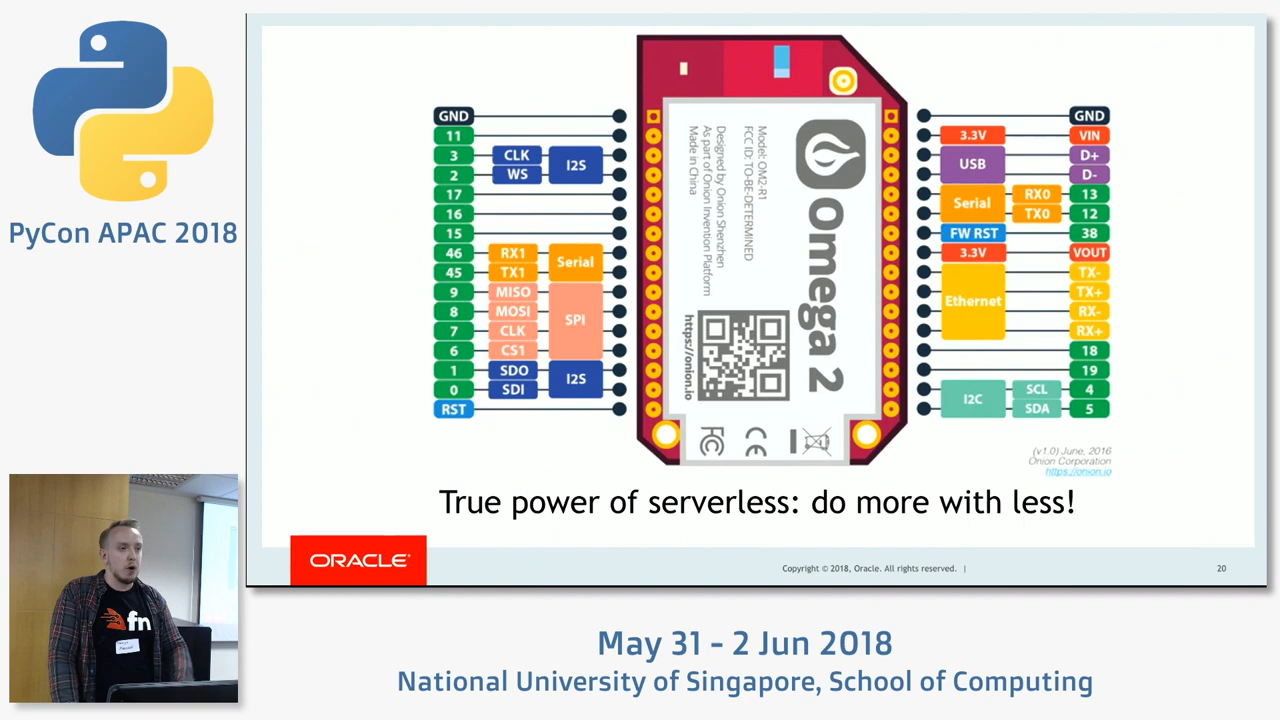 PyCon APAC 2018
GND
11
3 CLK I2S
2 WS
17
16
15
46 RX1 Serial
45 TX1
9 MISO SPI
8 MOSI
7 CLK
6 CS1
1 SDO I2S
0 SDI
RST
Model: OM2-R1
FCC ID: TO-BE-DETERMINED
Designed by Onion Shenzhen
As part of Onion Invention Platform
Made in China
Omega 2
https://onion.io
FC CE
GND
3.3V VIN
USB D+
D-
Serial RX0 13
TX0 12
FW RST 38
3.3V VOUT
Ethernet TX-
TX+
RX-
RX+
18
19
I2C SCL 4
SDA 5
(v1.0) June, 2016
Onion Corporation
https://onion.io
True power of serverless: do more with less!
ORACLE®
Copyright © 2018, Oracle. All rights reserved. |
20
fn
May 31 - 2 Jun 2018
National University of Singapore, School of Computing